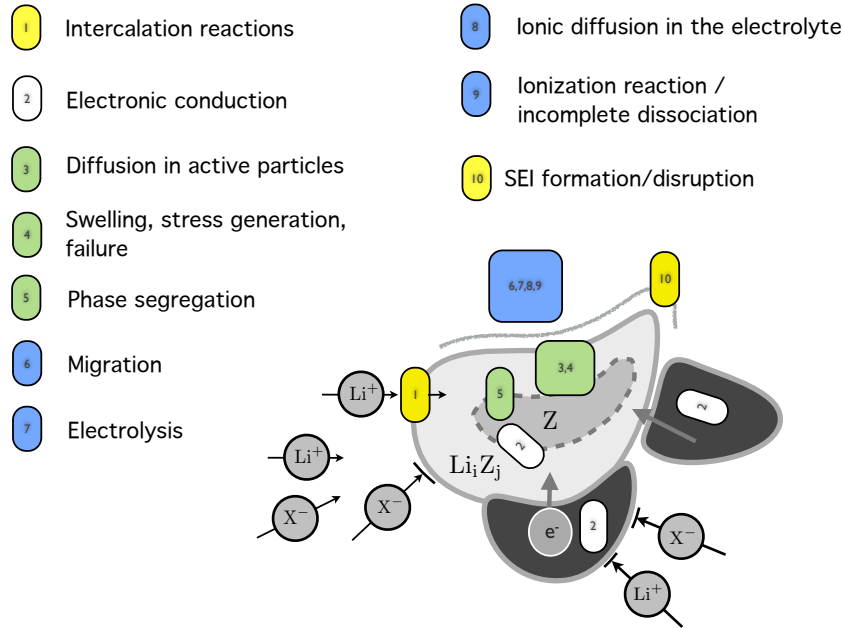 1 Intercalation reactions
2 Electronic conduction
3 Diffusion in active particles
4 Swelling, stress generation,
failure
5 Phase segregation
6 Migration
7 Electrolysis
8 Ionic diffusion in the electrolyte
9 Ionization reaction /
incomplete dissociation
10 SEI formation/disruption
6,7,8,9
10
3,4
Li⁺
1
5
Z
2
2
Li⁺
LiᵢZⱼ
X⁻
X⁻
e⁻
2
X⁻
Li⁺